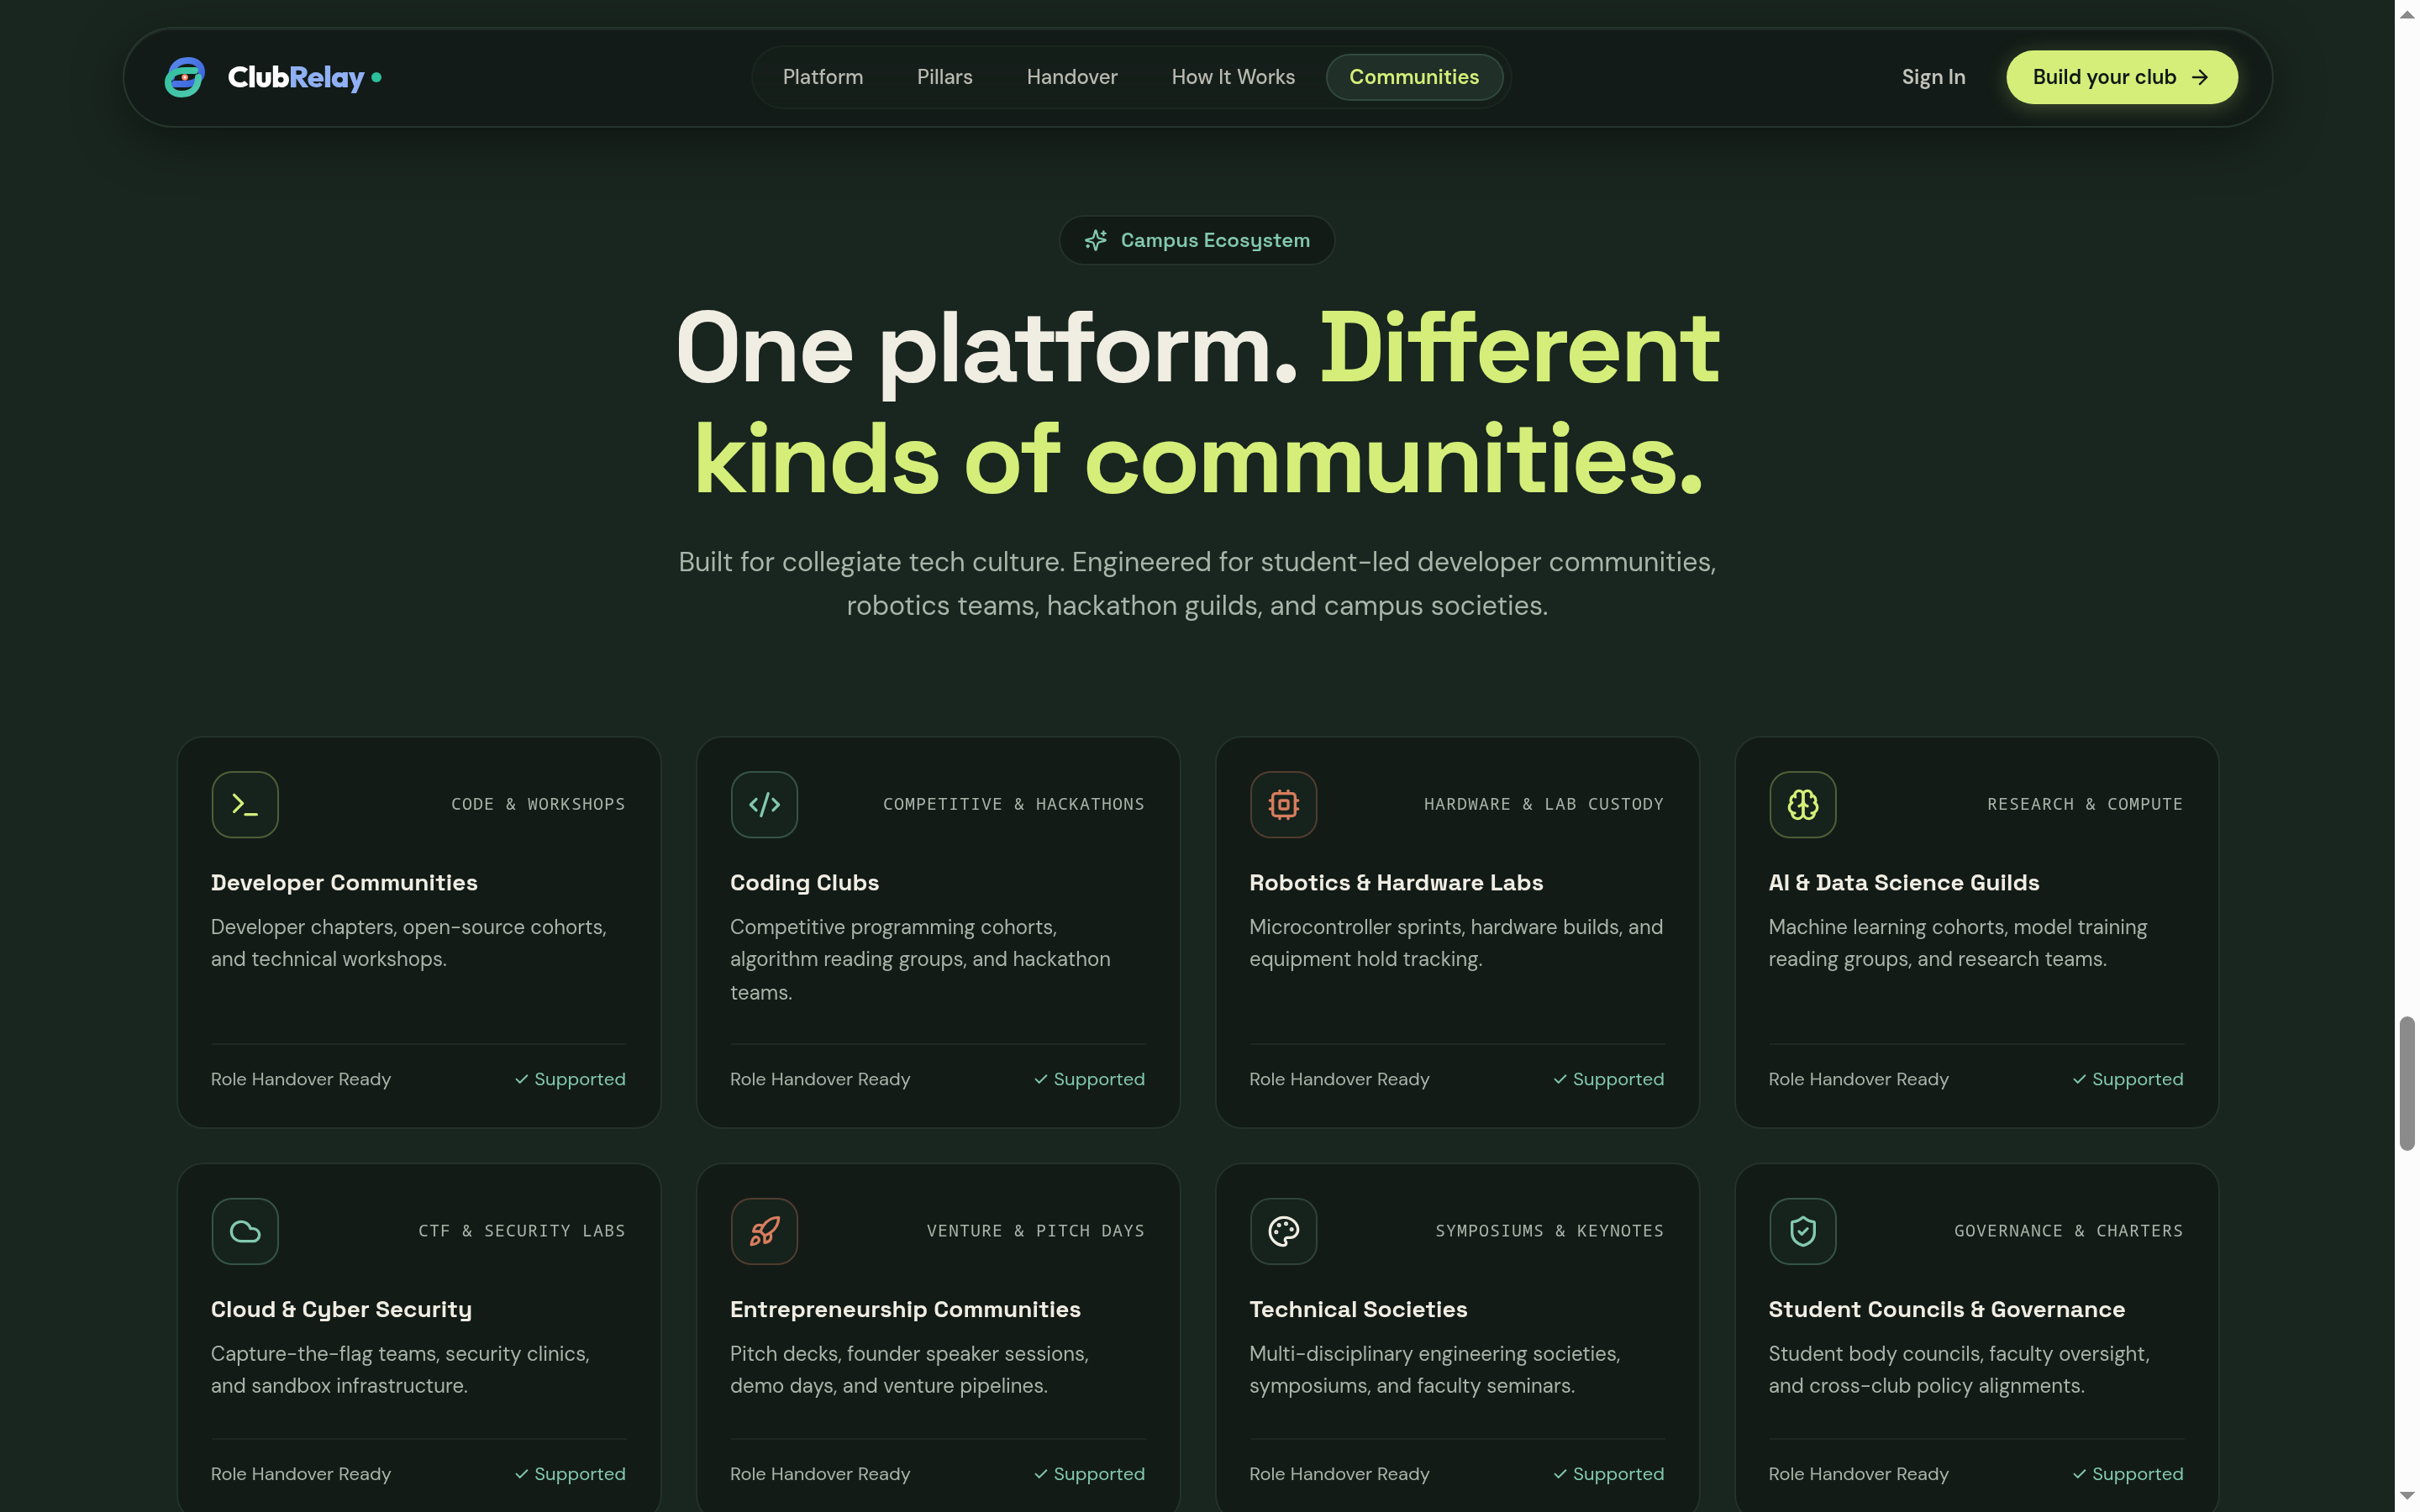 ClubRelay
Platform
Pillars
Handover
How It Works
Communities
Sign In
Build your club
Campus Ecosystem
One platform. Different
kinds of communities.
Built for collegiate tech culture. Engineered for student-led developer communities,
robotics teams, hackathon guilds, and campus societies.
CODE & WORKSHOPS
Developer Communities
Developer chapters, open-source cohorts,
and technical workshops.
Role Handover Ready
✓ Supported
COMPETITIVE & HACKATHONS
Coding Clubs
Competitive programming cohorts,
algorithm reading groups, and hackathon
teams.
Role Handover Ready
✓ Supported
HARDWARE & LAB CUSTODY
Robotics & Hardware Labs
Microcontroller sprints, hardware builds, and
equipment hold tracking.
Role Handover Ready
✓ Supported
RESEARCH & COMPUTE
AI & Data Science Guilds
Machine learning cohorts, model training
reading groups, and research teams.
Role Handover Ready
✓ Supported
CTF & SECURITY LABS
Cloud & Cyber Security
Capture-the-flag teams, security clinics,
and sandbox infrastructure.
Role Handover Ready
✓ Supported
VENTURE & PITCH DAYS
Entrepreneurship Communities
Pitch decks, founder speaker sessions,
demo days, and venture pipelines.
Role Handover Ready
✓ Supported
SYMPOSIUMS & KEYNOTES
Technical Societies
Multi-disciplinary engineering societies,
symposiums, and faculty seminars.
Role Handover Ready
✓ Supported
GOVERNANCE & CHARTERS
Student Councils & Governance
Student body councils, faculty oversight,
and cross-club policy alignments.
Role Handover Ready
✓ Supported